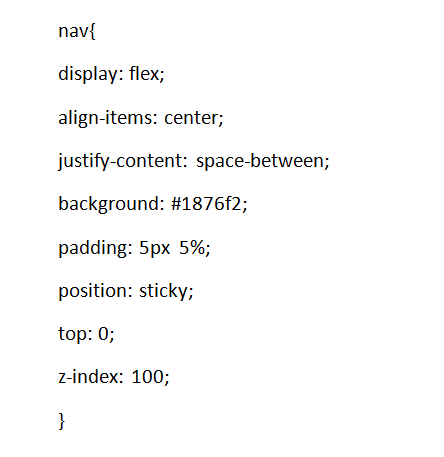 nav{
display: flex;
align-items: center;
justify-content: space-between;
background: #1876f2;
padding: 5px 5%;
position: sticky;
top: 0;
z-index: 100;
}